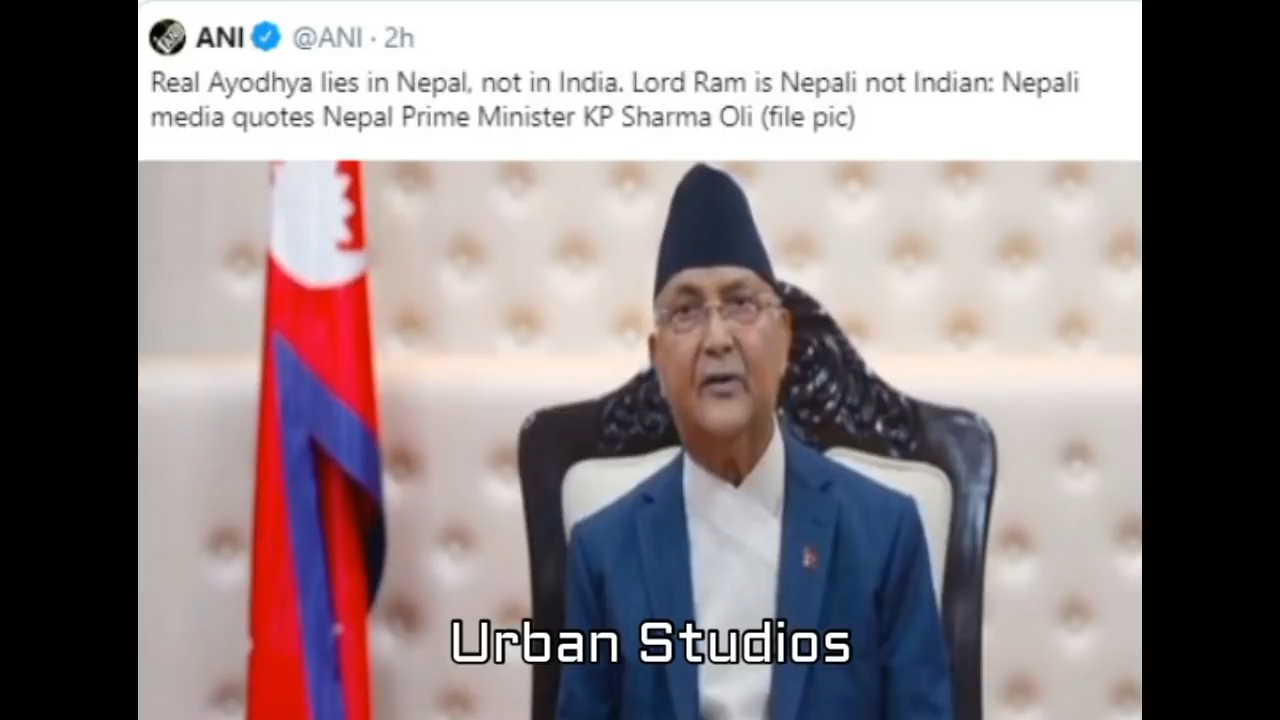 ANI @ANI · 2h
Real Ayodhya lies in Nepal, not in India. Lord Ram is Nepali not Indian: Nepali
media quotes Nepal Prime Minister KP Sharma Oli (file pic)
Urban Studios